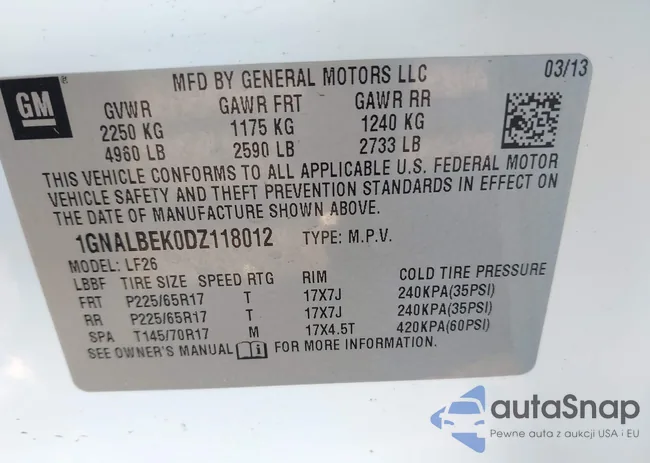 GM ®
MFD BY GENERAL MOTORS LLC 03/13
GVWR GAWR FRT GAWR RR
2250 KG 1175 KG 1240 KG
4960 LB 2590 LB 2733 LB
THIS VEHICLE CONFORMS TO ALL APPLICABLE U.S. FEDERAL MOTOR
VEHICLE SAFETY AND THEFT PREVENTION STANDARDS IN EFFECT ON
THE DATE OF MANUFACTURE SHOWN ABOVE.
1GNALBEK0DZ118012 TYPE: M.P.V.
MODEL: LF26
LBBF TIRE SIZE SPEED RTG RIM COLD TIRE PRESSURE
FRT P225/65R17 T 17X7J 240KPA(35PSI)
RR P225/65R17 T 17X7J 240KPA(35PSI)
SPA T145/70R17 M 17X4.5T 420KPA(60PSI)
SEE OWNER'S MANUAL FOR MORE INFORMATION.
autaSnap
Pewne auta z aukcji USA i EU